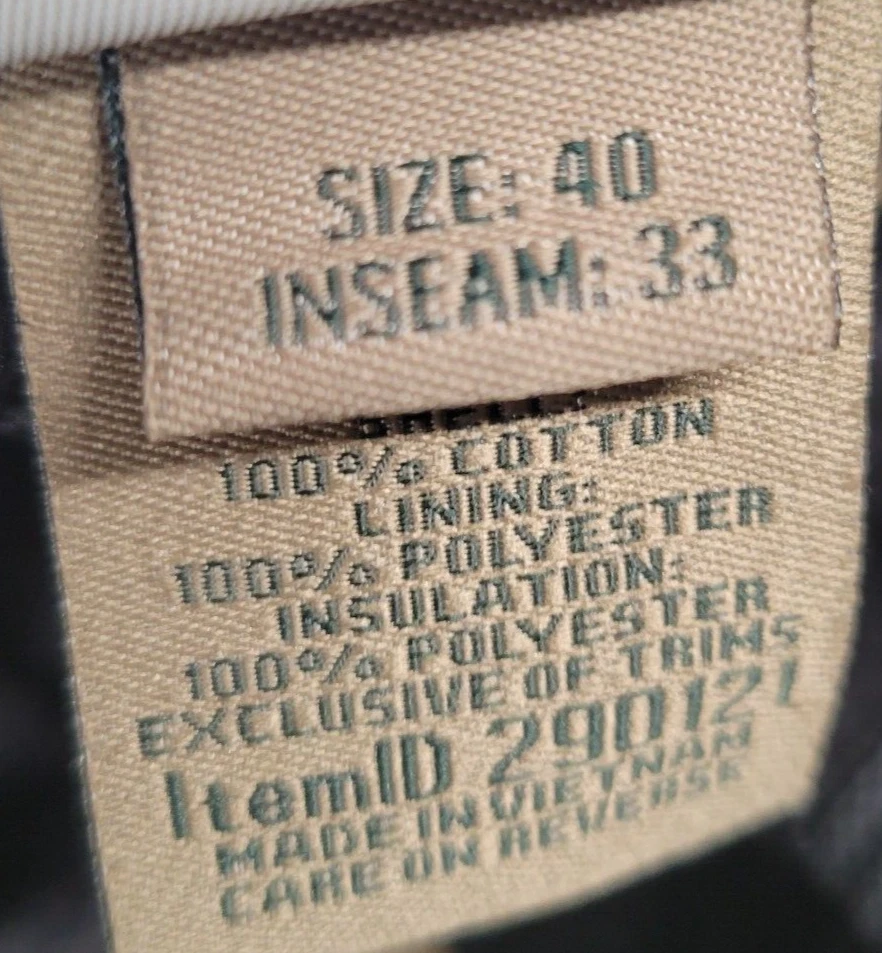 SIZE: 40
INSEAM: 33
SHELL:
100% COTTON
LINING:
100% POLYESTER
INSULATION:
100% POLYESTER
EXCLUSIVE OF TRIMS
ItemID 290121
MADE IN VIETNAM
CARE ON REVERSE